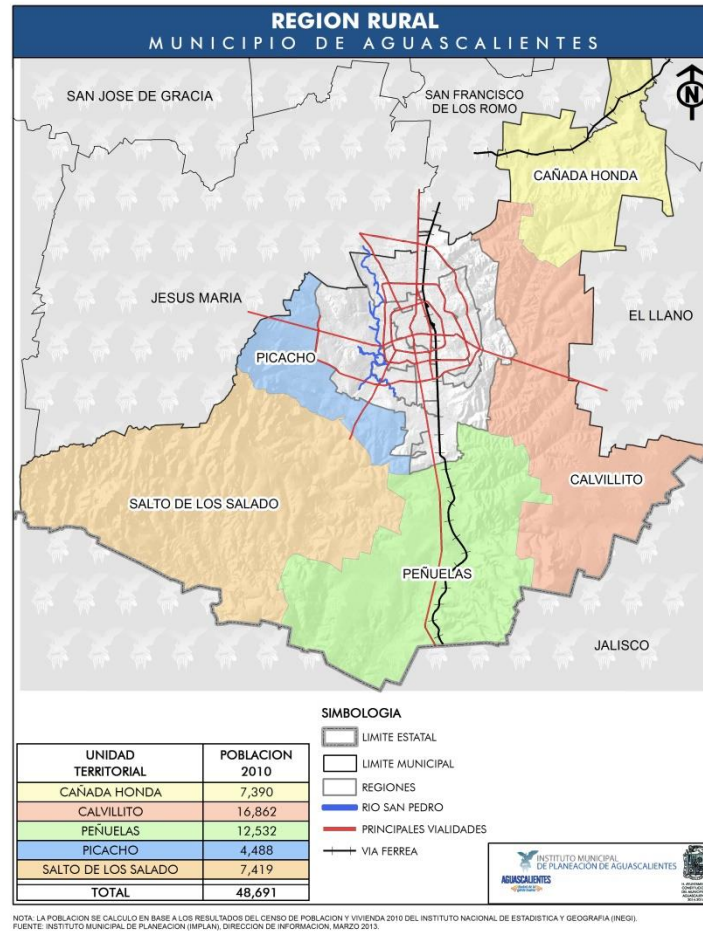 REGION RURAL
MUNICIPIO DE AGUASCALIENTES
SAN JOSE DE GRACIA
SAN FRANCISCO
DE LOS ROMO
N
CAÑADA HONDA
JESUS MARIA
EL LLANO
PICACHO
CALVILLITO
SALTO DE LOS SALADO
PEÑUELAS
JALISCO
SIMBOLOGIA
LIMITE ESTATAL
LIMITE MUNICIPAL
REGIONES
RIO SAN PEDRO
PRINCIPALES VIALIDADES
VIA FERREA
UNIDAD TERRITORIAL POBLACION 2010
CAÑADA HONDA 7,390
CALVILLITO 16,862
PEÑUELAS 12,532
PICACHO 4,488
SALTO DE LOS SALADO 7,419
TOTAL 48,691
INSTITUTO MUNICIPAL
DE PLANEACIÓN DE AGUASCALIENTES
AGUASCALIENTES
NOTA: LA POBLACION SE CALCULO EN BASE A LOS RESULTADOS DEL CENSO DE POBLACION Y VIVIENDA 2010 DEL INSTITUTO NACIONAL DE ESTADISTICA Y GEOGRAFIA (INEGI).
FUENTE: INSTITUTO MUNICIPAL DE PLANEACION (IMPLAN), DIRECCION DE INFORMACION, MARZO 2013.